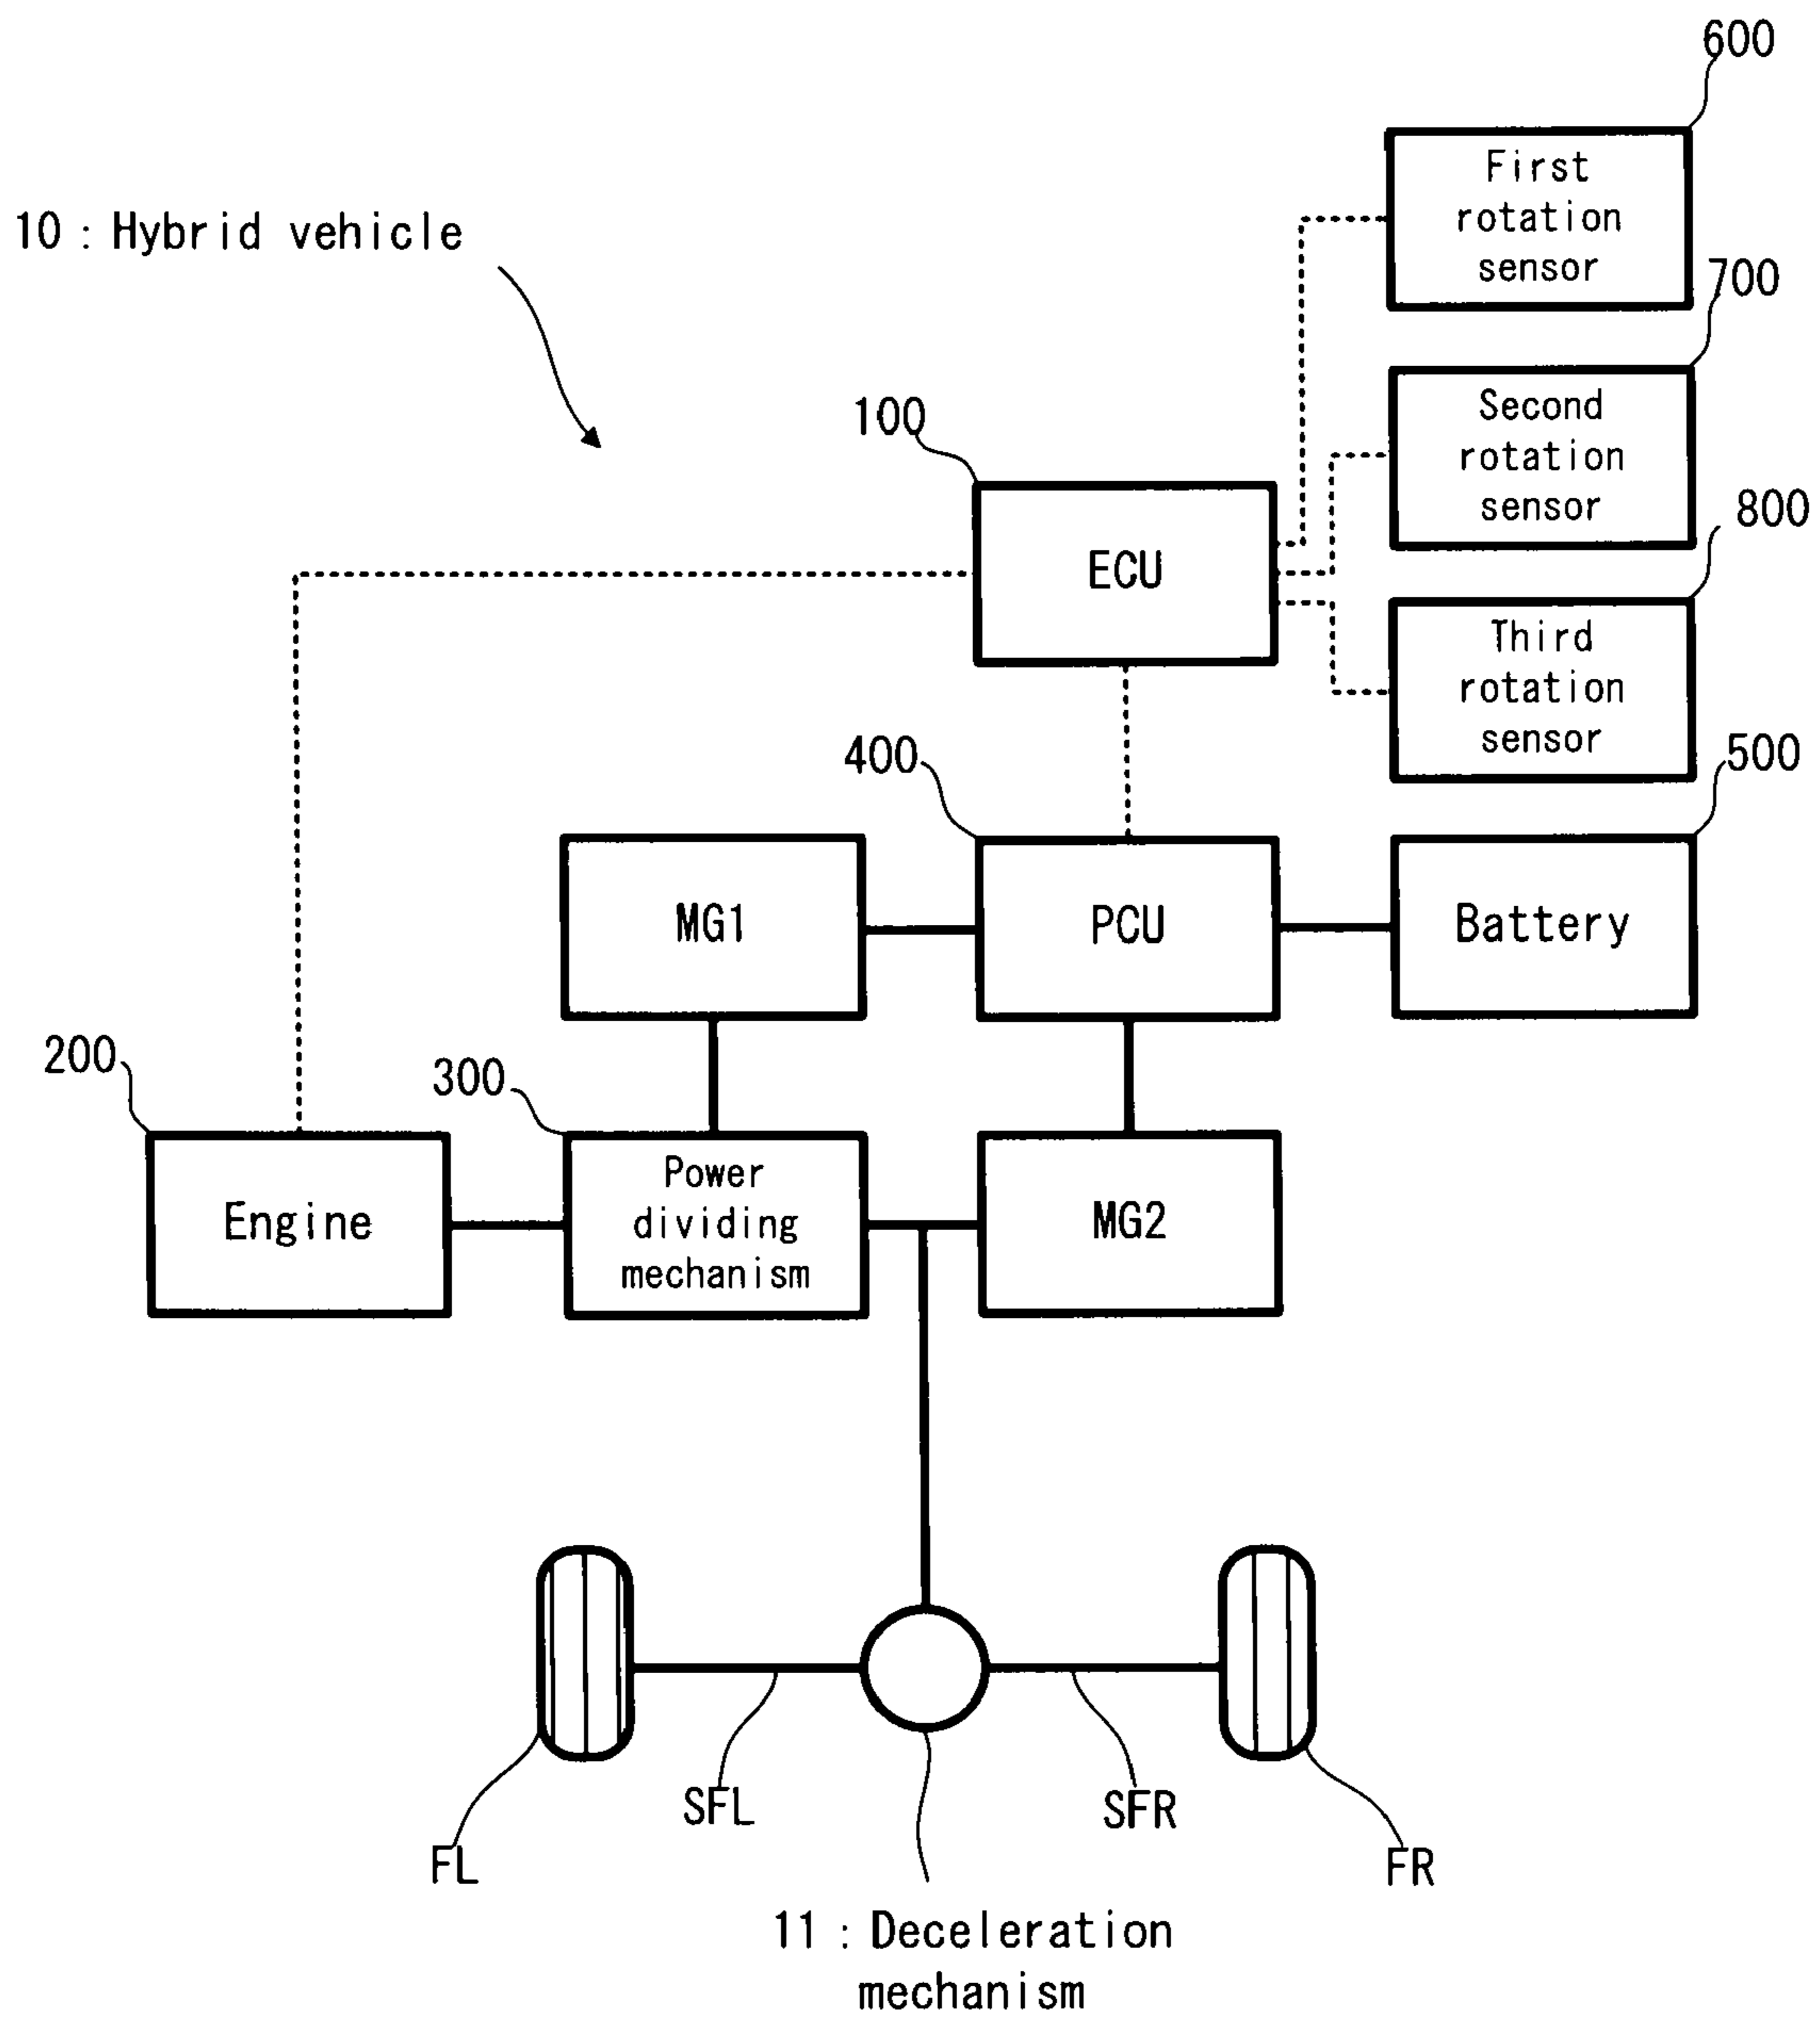 600
First
rotation
sensor
10 : Hybrid vehicle
700
Second
rotation
sensor
100
ECU
800
Third
rotation
sensor
400
500
MG1
PCU
Battery
200
300
Engine
Power
dividing
mechanism
MG2
SFL
SFR
FL
FR
11 : Deceleration
mechanism